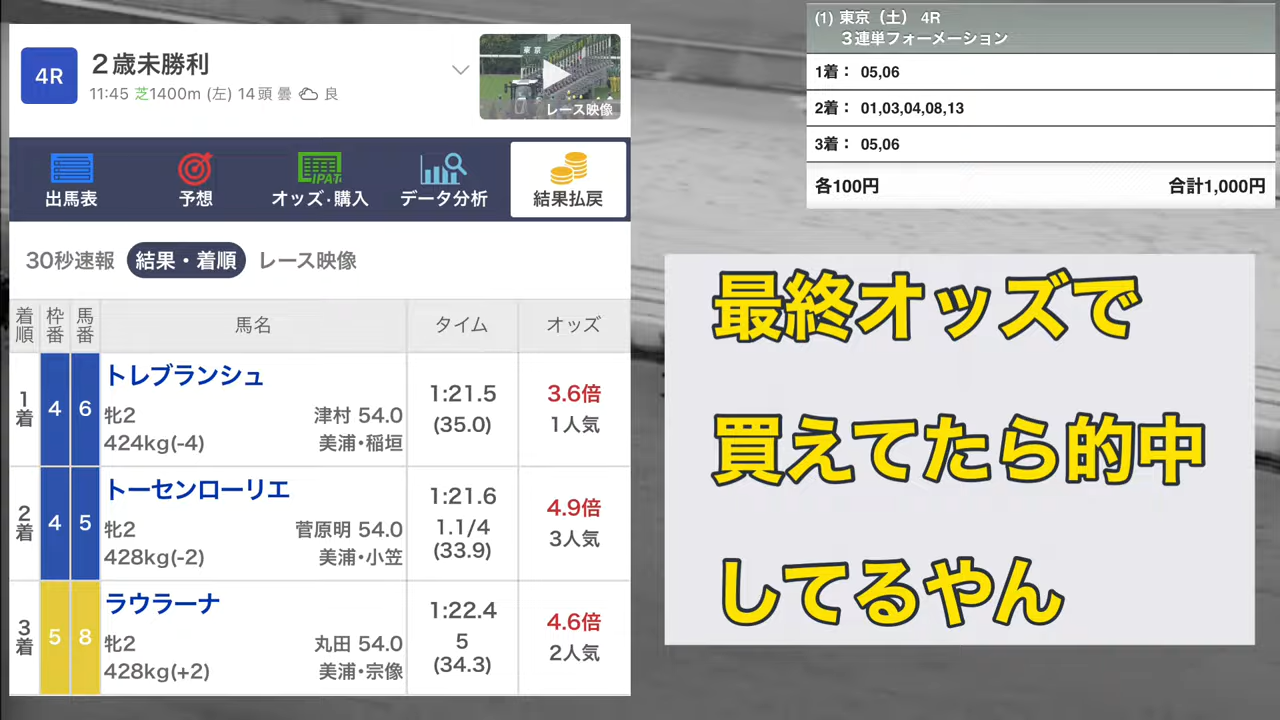 4R
２歳未勝利
11:45 芝1400m (左) 14頭 曇 良
東京
レース映像
出馬表
予想
IPAT
オッズ・購入
データ分析
結果払戻
30秒速報
結果・着順
レース映像
着順
枠番
馬番
馬名
タイム
オッズ
1着
4
6
トレブランシュ
牝2
津村 54.0
424kg(-4)
美浦・稲垣
1:21.5
(35.0)
3.6倍
1人気
2着
4
5
トーセンローリエ
牝2
菅原明 54.0
428kg(-2)
美浦・小笠
1:21.6
1.1/4
(33.9)
4.9倍
3人気
3着
5
8
ラウラーナ
牝2
丸田 54.0
428kg(+2)
美浦・宗像
1:22.4
5
(34.3)
4.6倍
2人気
(1) 東京（土） 4R
３連単フォーメーション
1着： 05,06
2着： 01,03,04,08,13
3着： 05,06
各100円
合計1,000円
最終オッズで
買えてたら的中
してるやん